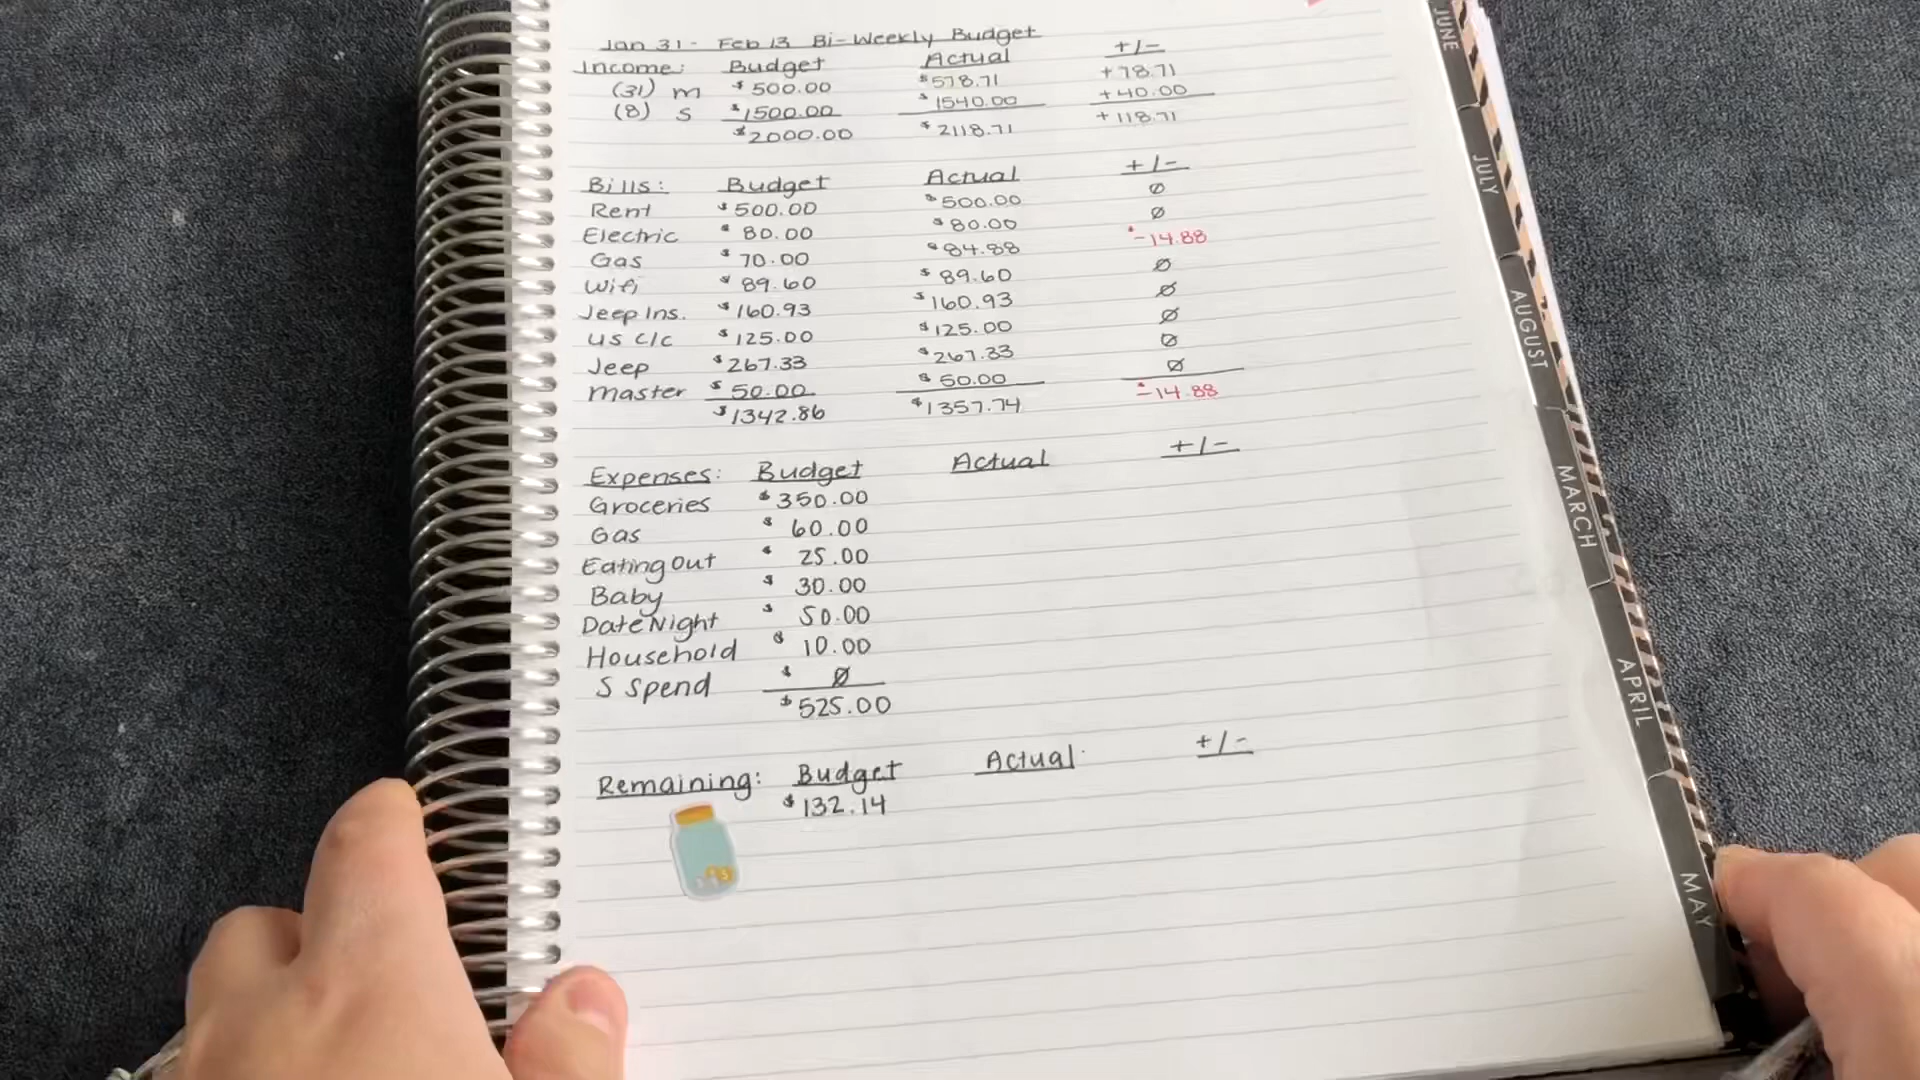 Jan 31 - Feb 13 Bi-Weekly Budget
Income: Budget Actual +/-
(31) m $500.00 $578.71 +78.71
(8) s $1500.00 $1540.00 +40.00
$2000.00 $2118.71 +118.71
Bills: Budget Actual +/-
Rent $500.00 $500.00 Ø
Electric $80.00 $80.00 Ø
Gas $70.00 $84.88 $-14.88
Wifi $89.60 $89.60 Ø
Jeep Ins. $160.93 $160.93 Ø
US C/C $125.00 $125.00 Ø
Jeep $267.33 $267.33 Ø
Master $50.00 $50.00 Ø
$1342.86 $1357.74 $-14.88
Expenses: Budget Actual +/-
Groceries $350.00
Gas $60.00
Eating Out $25.00
Baby $30.00
Date Night $50.00
Household $10.00
S Spend $Ø
$525.00
Remaining: Budget Actual +/-
$132.14
JUNE
JULY
AUGUST
MARCH
APRIL
MAY